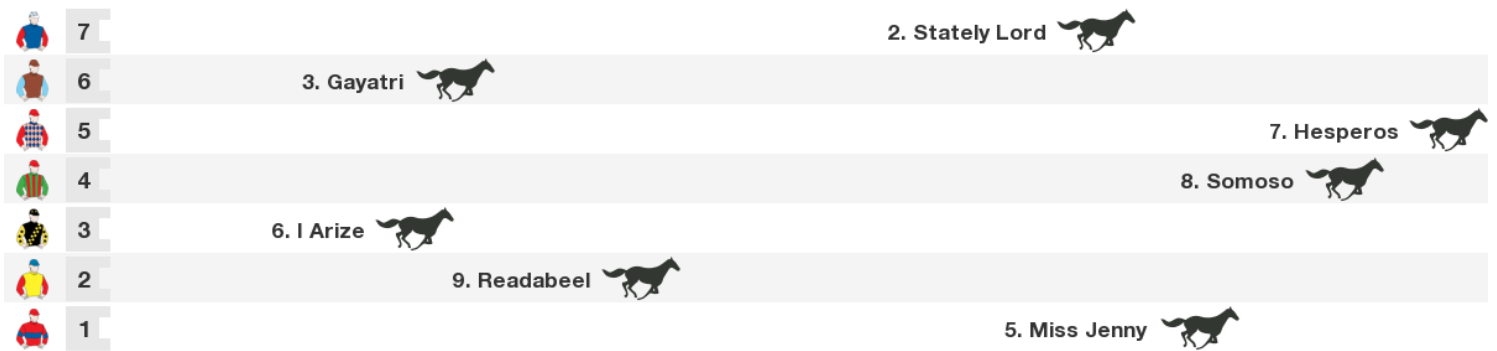 7 2. Stately Lord
6 3. Gayatri
5 7. Hesperos
4 8. Somoso
3 6. I Arize
2 9. Readabeel
1 5. Miss Jenny